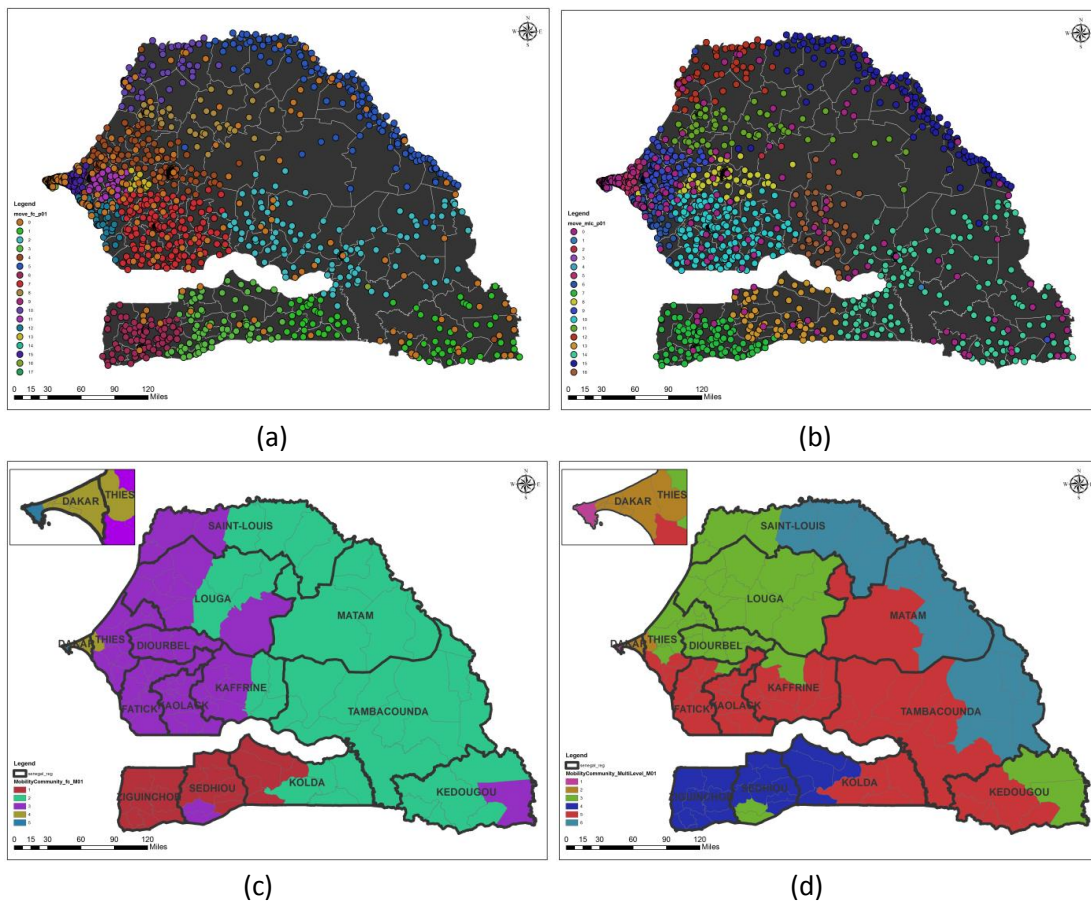 N
W E
S
Legend
move_fc_p01
0
1
2
3
4
5
6
7
8
9
10
11
12
13
14
15
16
17
0 15 30 60 90 120
Miles
(a)
N
W E
S
Legend
move_mlc_p01
0
1
2
3
4
5
6
7
8
9
10
11
12
13
14
15
16
0 15 30 60 90 120
Miles
(b)
DAKAR
THIES
N
W E
S
SAINT-LOUIS
LOUGA
MATAM
DAKAR
THIES
DIOURBEL
FATICK
KAOLACK
KAFFRINE
TAMBACOUNDA
ZIGUINCHOR
SEDHIOU
KOLDA
KEDOUGOU
Legend
senegal_reg
MobilityCommunity_fc_M01
1
2
3
4
5
0 15 30 60 90 120
Miles
(c)
DAKAR
THIES
N
W E
S
SAINT-LOUIS
LOUGA
MATAM
DAKAR
THIES
DIOURBEL
FATICK
KAOLACK
KAFFRINE
TAMBACOUNDA
ZIGUINCHOR
SEDHIOU
KOLDA
KEDOUGOU
Legend
senegal_reg
MobilityCommunity_MultiLevel_M01
1
2
3
4
5
6
0 15 30 60 90 120
Miles
(d)